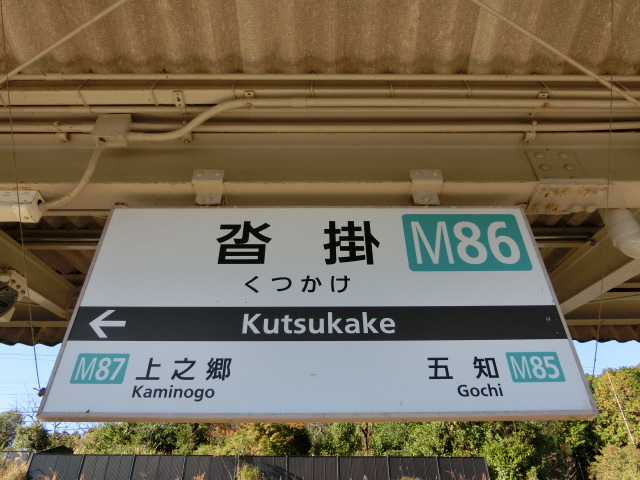 沓掛 M86
くつかけ
← Kutsukake
M87 上之郷 五知 M85
Kaminogo Gochi